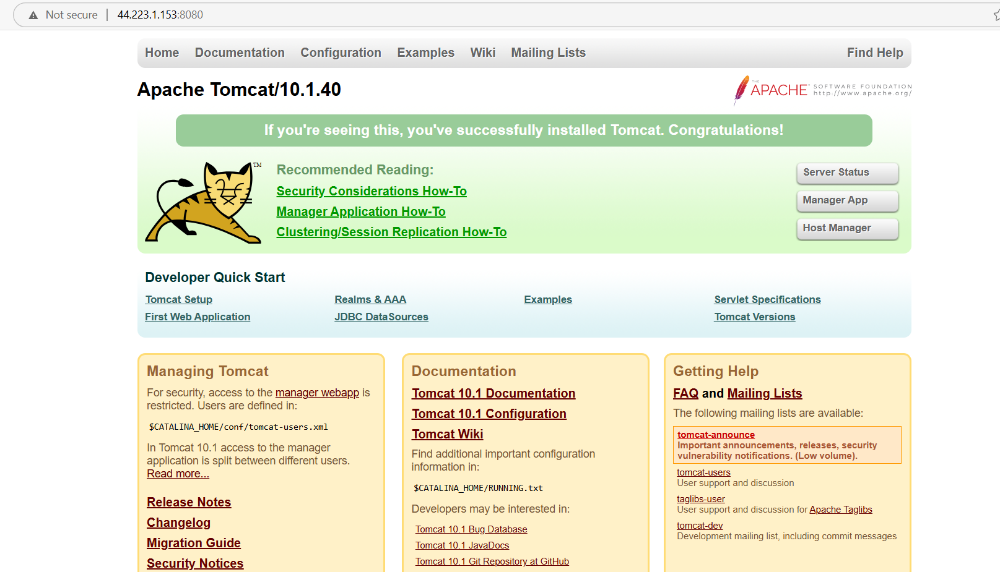 Not secure | 44.223.1.153:8080
Home Documentation Configuration Examples Wiki Mailing Lists Find Help
Apache Tomcat/10.1.40
THE APACHE SOFTWARE FOUNDATION
http://www.apache.org/
If you're seeing this, you've successfully installed Tomcat. Congratulations!
TM
Recommended Reading:
Security Considerations How-To
Manager Application How-To
Clustering/Session Replication How-To
Server Status
Manager App
Host Manager
Developer Quick Start
Tomcat Setup
First Web Application
Realms & AAA
JDBC DataSources
Examples
Servlet Specifications
Tomcat Versions
Managing Tomcat
For security, access to the manager webapp is
restricted. Users are defined in:
$CATALINA_HOME/conf/tomcat-users.xml
In Tomcat 10.1 access to the manager
application is split between different users.
Read more...
Release Notes
Changelog
Migration Guide
Security Notices
Documentation
Tomcat 10.1 Documentation
Tomcat 10.1 Configuration
Tomcat Wiki
Find additional important configuration
information in:
$CATALINA_HOME/RUNNING.txt
Developers may be interested in:
Tomcat 10.1 Bug Database
Tomcat 10.1 JavaDocs
Tomcat 10.1 Git Repository at GitHub
Getting Help
FAQ and Mailing Lists
The following mailing lists are available:
tomcat-announce
Important announcements, releases, security
vulnerability notifications. (Low volume).
tomcat-users
User support and discussion
taglibs-user
User support and discussion for Apache Taglibs
tomcat-dev
Development mailing list, including commit messages